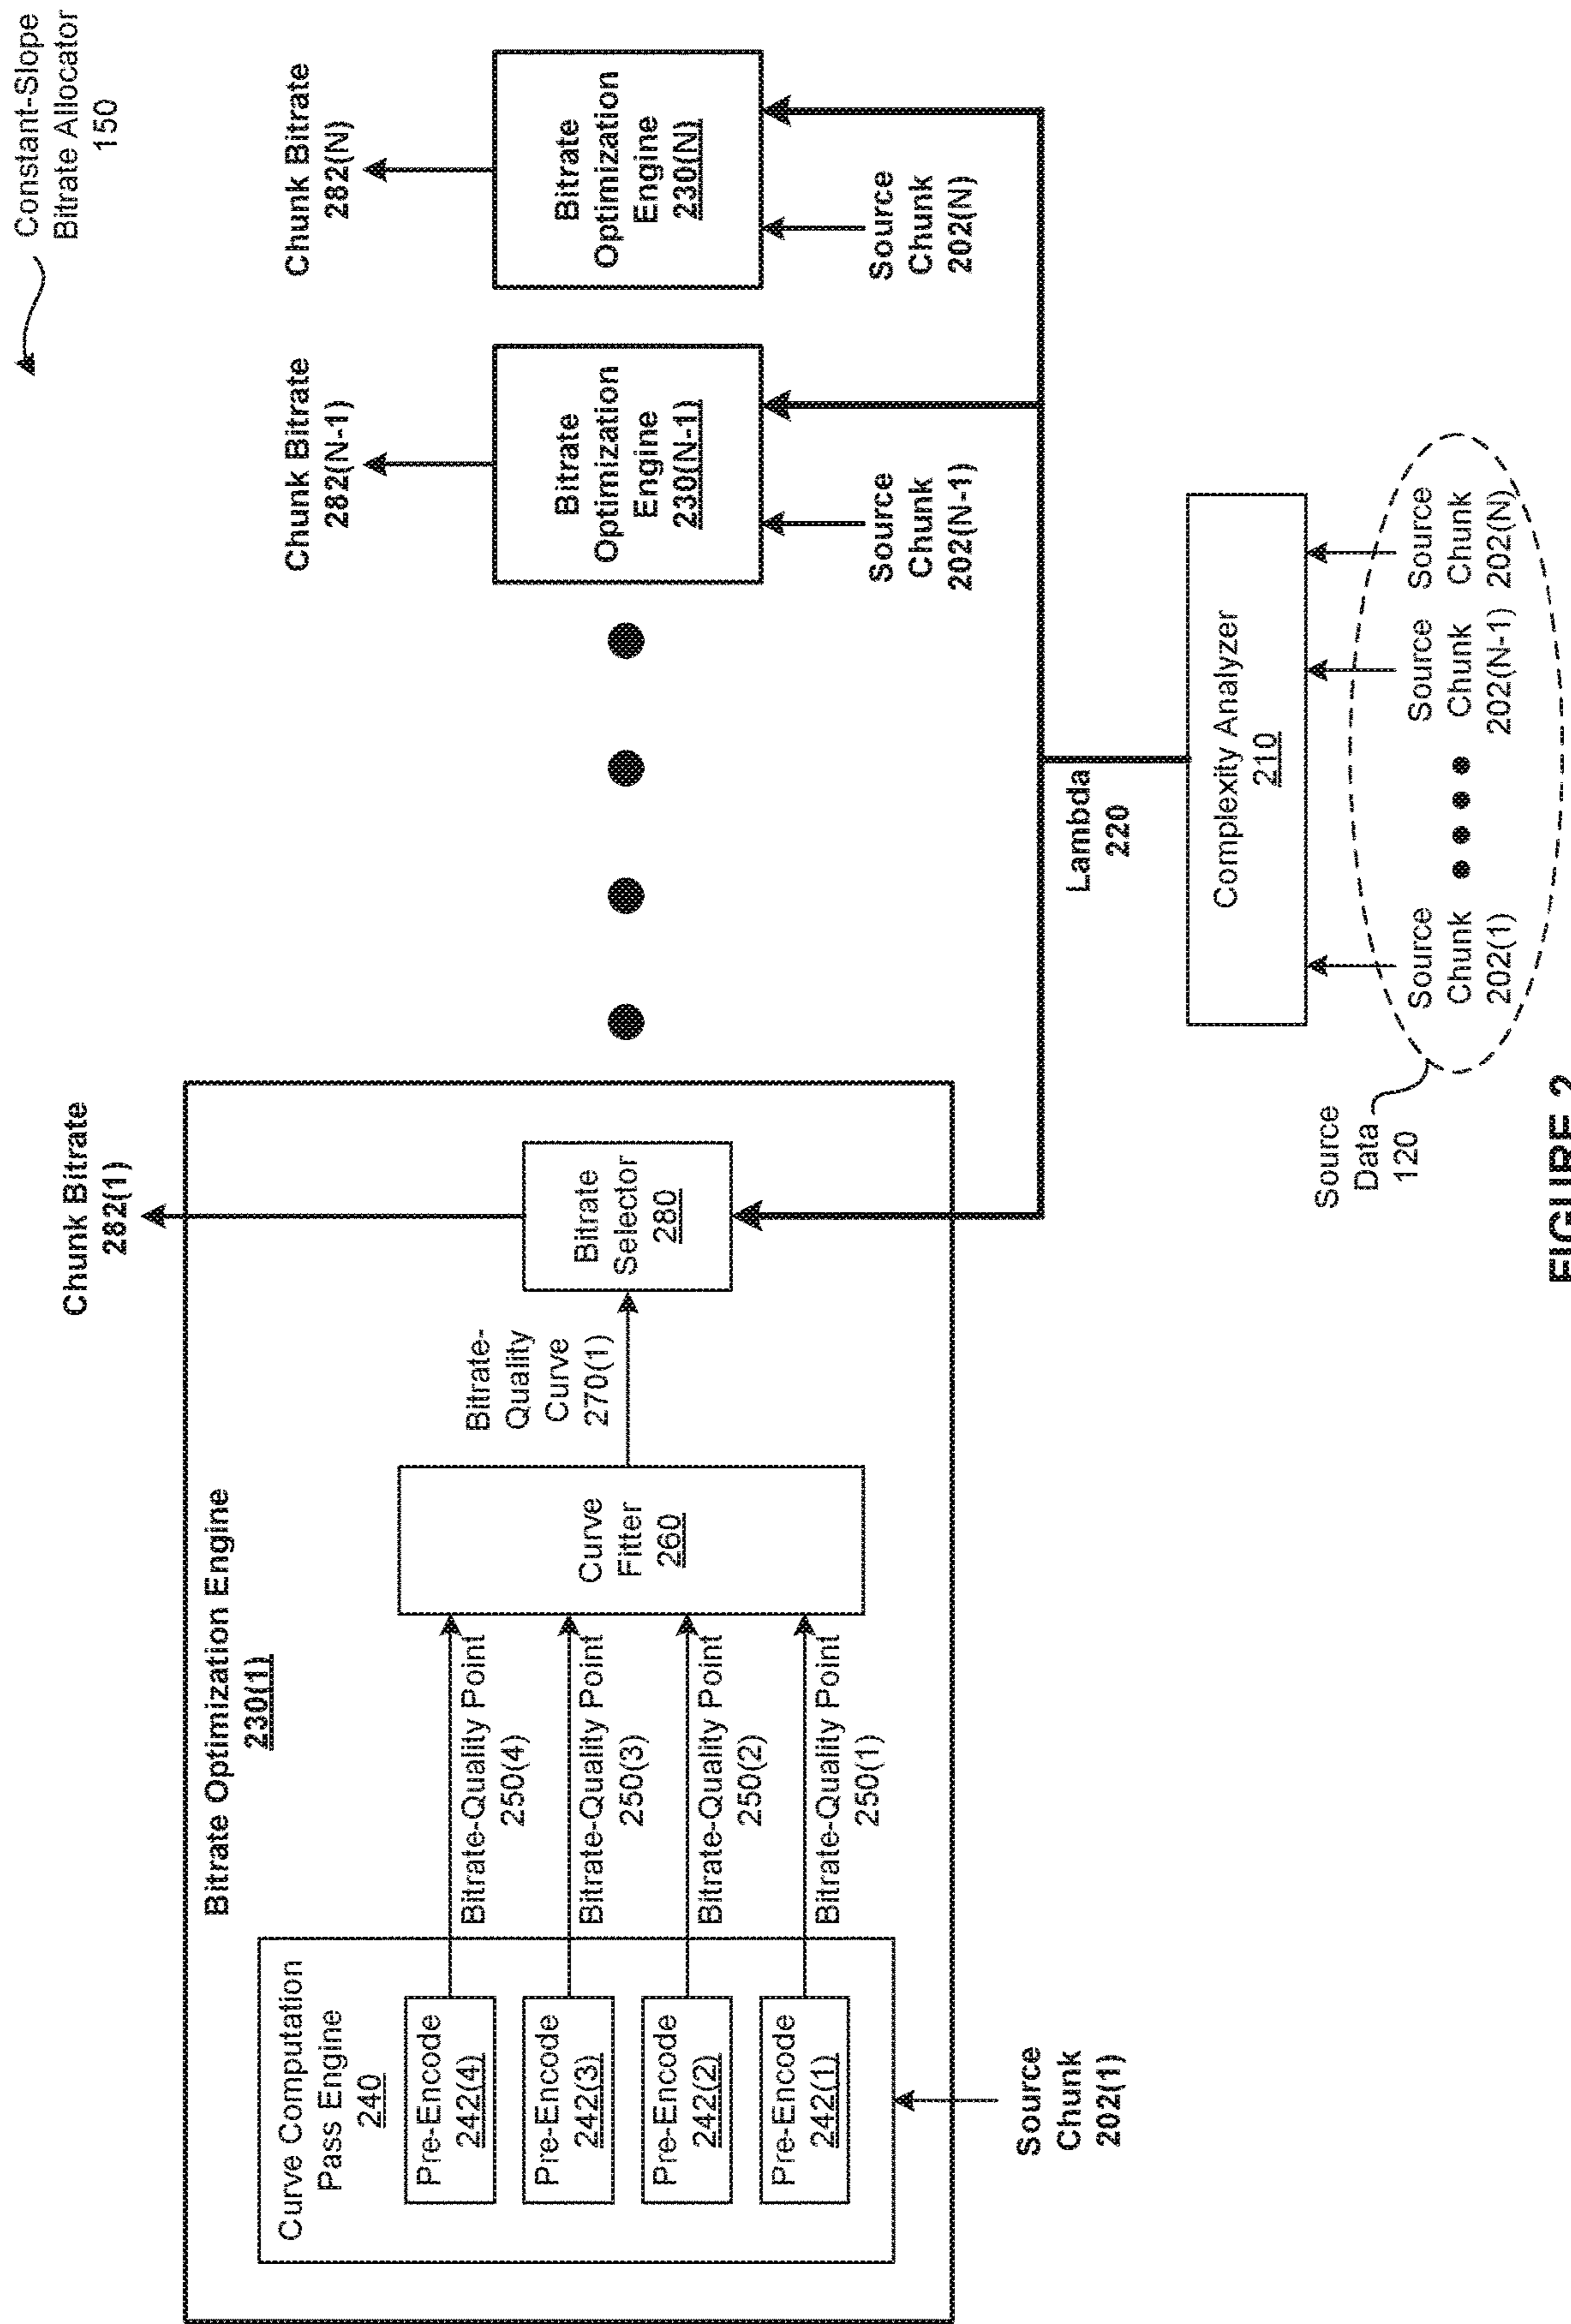 Constant-Slope
Bitrate Allocator
150
Chunk Bitrate
282(1)
Chunk Bitrate
282(N-1)
Chunk Bitrate
282(N)
Bitrate Optimization Engine
230(1)
Curve Computation
Pass Engine
240
Pre-Encode
242(4)
Pre-Encode
242(3)
Pre-Encode
242(2)
Pre-Encode
242(1)
Bitrate-Quality Point
250(4)
Bitrate-Quality Point
250(3)
Bitrate-Quality Point
250(2)
Bitrate-Quality Point
250(1)
Curve
Fitter
260
Bitrate-
Quality
Curve
270(1)
Bitrate
Selector
280
Bitrate
Optimization
Engine
230(N-1)
Bitrate
Optimization
Engine
230(N)
Source
Chunk
202(1)
Source
Chunk
202(N-1)
Source
Chunk
202(N)
Lambda
220
Complexity Analyzer
210
Source
Data
120
Source
Chunk
202(1)
Source
Chunk
202(N-1)
Source
Chunk
202(N)
FIGURE 2